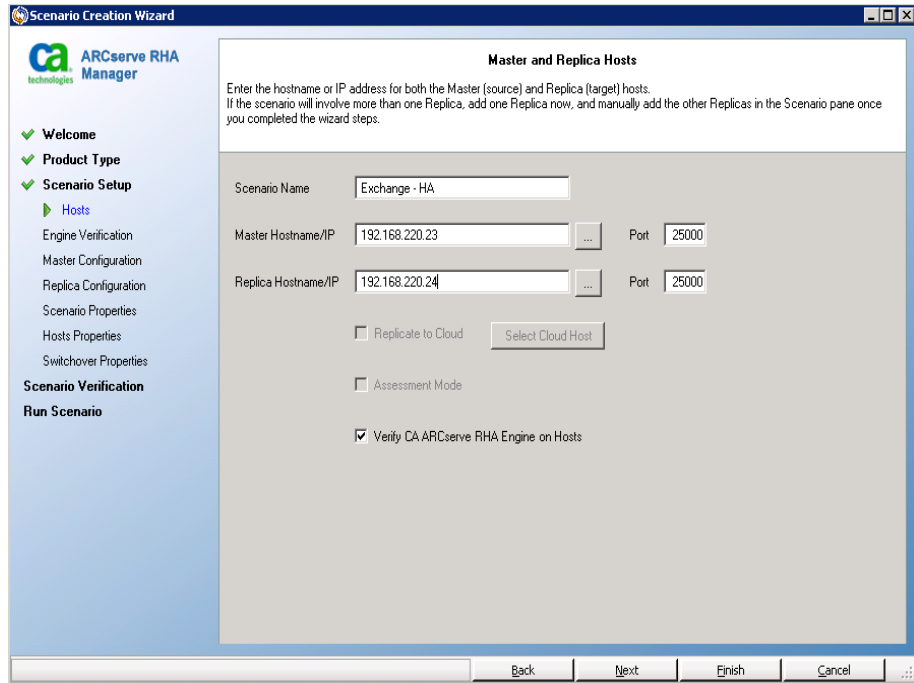 Scenario Creation Wizard
ca
technologies
ARCserve RHA
Manager
Welcome
Product Type
Scenario Setup
Hosts
Engine Verification
Master Configuration
Replica Configuration
Scenario Properties
Hosts Properties
Switchover Properties
Scenario Verification
Run Scenario
Master and Replica Hosts
Enter the hostname or IP address for both the Master (source) and Replica (target) hosts.
If the scenario will involve more than one Replica, add one Replica now, and manually add the other Replicas in the Scenario pane once
you completed the wizard steps.
Scenario Name Exchange - HA
Master Hostname/IP 192.168.220.23 ... Port 25000
Replica Hostname/IP 192.168.220.24 ... Port 25000
Replicate to Cloud Select Cloud Host
Assessment Mode
Verify CA ARCserve RHA Engine on Hosts
Back Next Finish Cancel